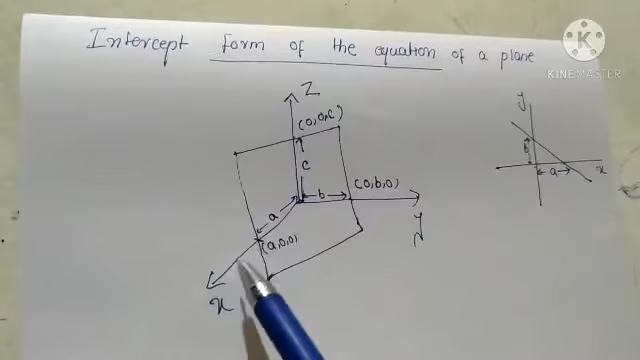 Intercept form of the equation of a plane
KINEMASTER
Z
(0,0,c)
c
b
(0,b,0)
a
(a,0,0)
y
x
y
b
a
x